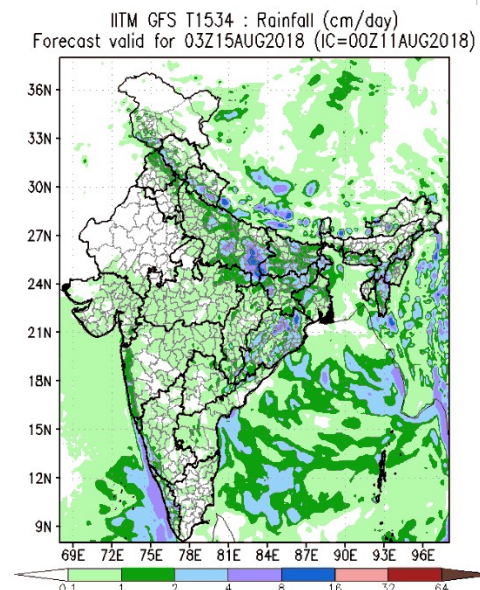 IITM GFS T1534 : Rainfall (cm/day)
Forecast valid for 03Z15AUG2018 (IC=00Z11AUG2018)
36N
33N
30N
27N
24N
21N
18N
15N
12N
9N
69E 72E 75E 78E 81E 84E 87E 90E 93E 96E
0.1 1 2 4 8 16 32 64